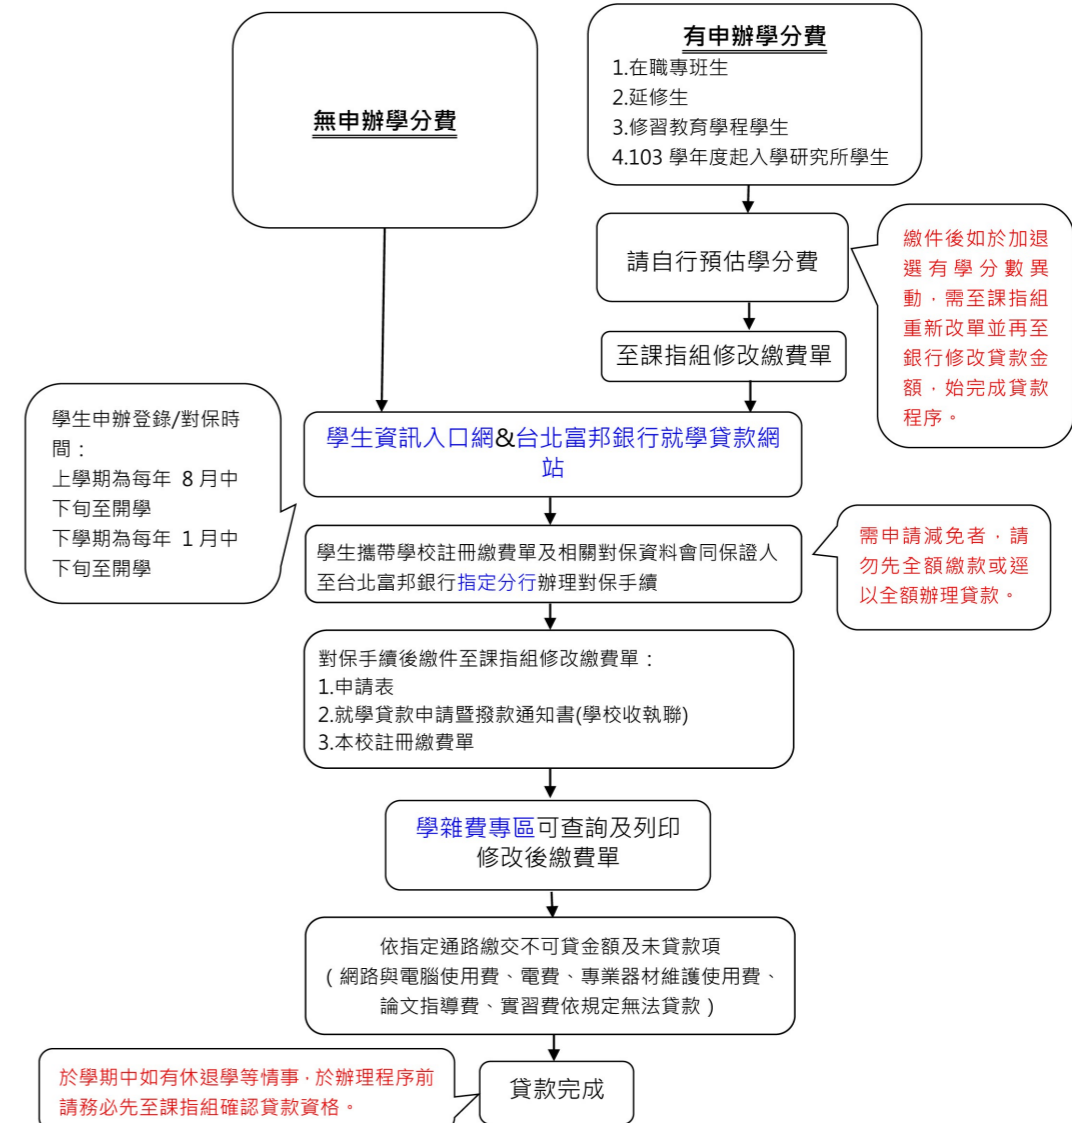 無申辦學分費
有申辦學分費
1.在職專班生
2.延修生
3.修習教育學程學生
4.103 學年度起入學研究所學生
請自行預估學分費
繳件後如於加退
選有學分數異
動，需至課指組
重新改單並再至
銀行修改貸款金
額，始完成貸款
程序。
至課指組修改繳費單
學生申辦登錄/對保時
間：
上學期為每年 8 月中
下旬至開學
下學期為每年 1 月中
下旬至開學
學生資訊入口網&台北富邦銀行就學貸款網
站
學生攜帶學校註冊繳費單及相關對保資料會同保證人
至台北富邦銀行指定分行辦理對保手續
需申請減免者，請
勿先全額繳款或逕
以全額辦理貸款。
對保手續後繳件至課指組修改繳費單：
1.申請表
2.就學貸款申請暨撥款通知書(學校收執聯)
3.本校註冊繳費單
學雜費專區可查詢及列印
修改後繳費單
依指定通路繳交不可貸金額及未貸款項
（網路與電腦使用費、電費、專業器材維護使用費、
論文指導費、實習費依規定無法貸款）
於學期中如有休退學等情事，於辦理程序前
請務必先至課指組確認貸款資格。
貸款完成